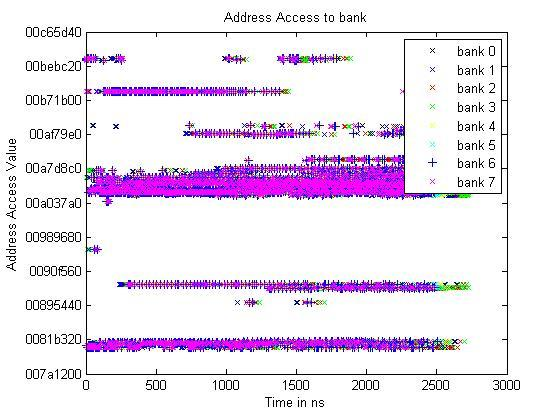 Address Access to bank
Address Access Value
00c65d40
00bebc20
00b71b00
00af79e0
00a7d8c0
00a037a0
00989680
0090f560
00895440
0081b320
007a1200
bank 0
bank 1
bank 2
bank 3
bank 4
bank 5
bank 6
bank 7
0 500 1000 1500 2000 2500 3000
Time in ns